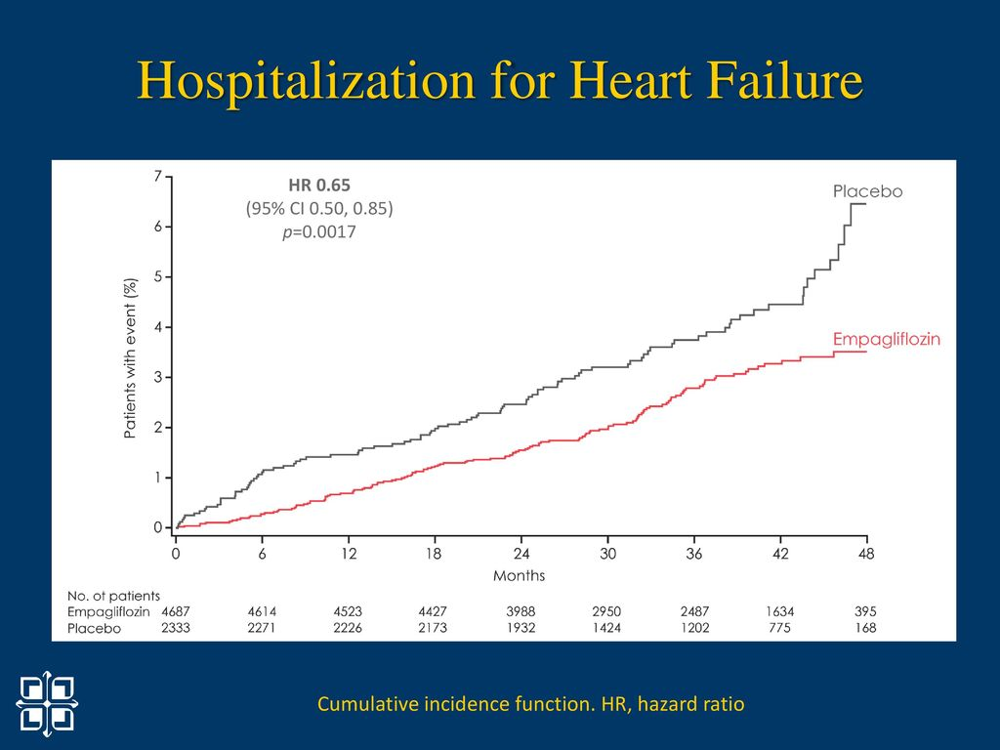 Hospitalization for Heart Failure
HR 0.65
(95% CI 0.50, 0.85)
p=0.0017
Placebo
Empagliflozin
Patients with event (%)
7
6
5
4
3
2
1
0
0 6 12 18 24 30 36 42 48
Months
No. of patients
Empagliflozin 4687 4614 4523 4427 3988 2950 2487 1634 395
Placebo 2333 2271 2226 2173 1932 1424 1202 775 168
Cumulative incidence function. HR, hazard ratio